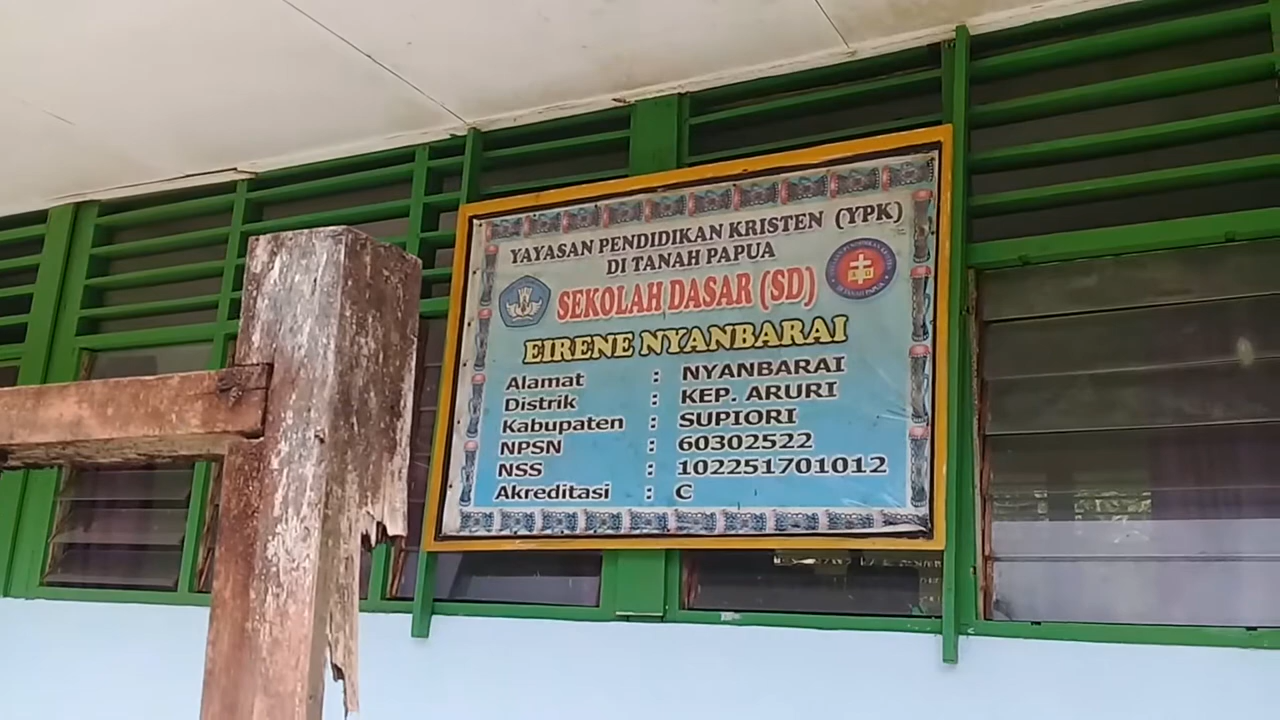 YAYASAN PENDIDIKAN KRISTEN (YPK)
DI TANAH PAPUA
SEKOLAH DASAR (SD)
EIRENE NYANBARAI
Alamat : NYANBARAI
Distrik : KEP. ARURI
Kabupaten : SUPIORI
NPSN : 60302522
NSS : 102251701012
Akreditasi : C